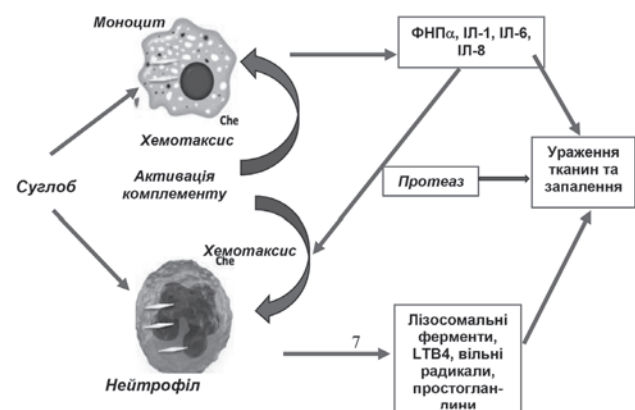 Моноцит
ФНПα, ІЛ-1, ІЛ-6,
ІЛ-8
Che
Хемотаксис
Активація
комплементу
Суглоб
Протеаз
Ураження
тканин та
запалення
Хемотаксис
Che
7
Нейтрофіл
Лізосомальні
ферменти,
LTB4, вільні
радикали,
простоглан-
лини